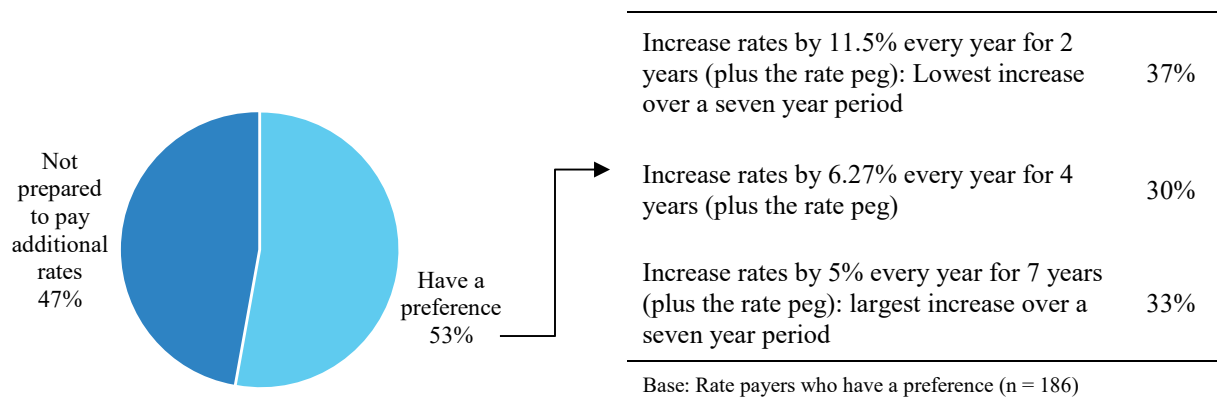 Not
prepared
to pay
additional
rates
47%
Have a
preference
53%
Increase rates by 11.5% every year for 2
years (plus the rate peg): Lowest increase
over a seven year period
37%
Increase rates by 6.27% every year for 4
years (plus the rate peg)
30%
Increase rates by 5% every year for 7 years
(plus the rate peg): largest increase over a
seven year period
33%
Base: Rate payers who have a preference (n = 186)